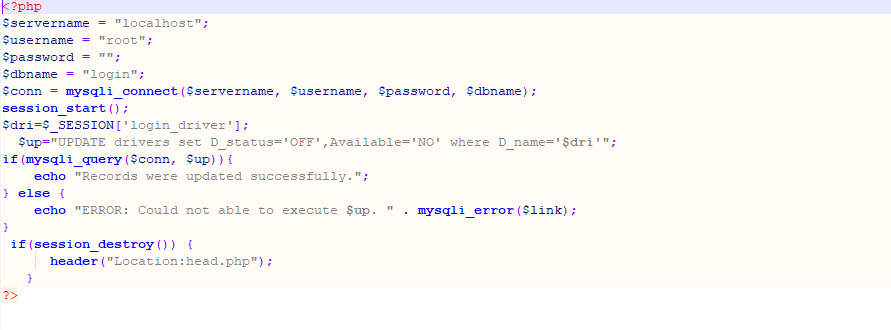 <?php
$servername = "localhost";
$username = "root";
$password = "";
$dbname = "login";
$conn = mysqli_connect($servername, $username, $password, $dbname);
session_start();
$dri=$_SESSION['login_driver'];
  $up="UPDATE drivers set D_status='OFF',Available='NO' where D_name='$dri'";
if(mysqli_query($conn, $up)){
    echo "Records were updated successfully.";
} else {
    echo "ERROR: Could not able to execute $up. " . mysqli_error($link);
}
 if(session_destroy()) {
      header("Location:head.php");
   }
?>